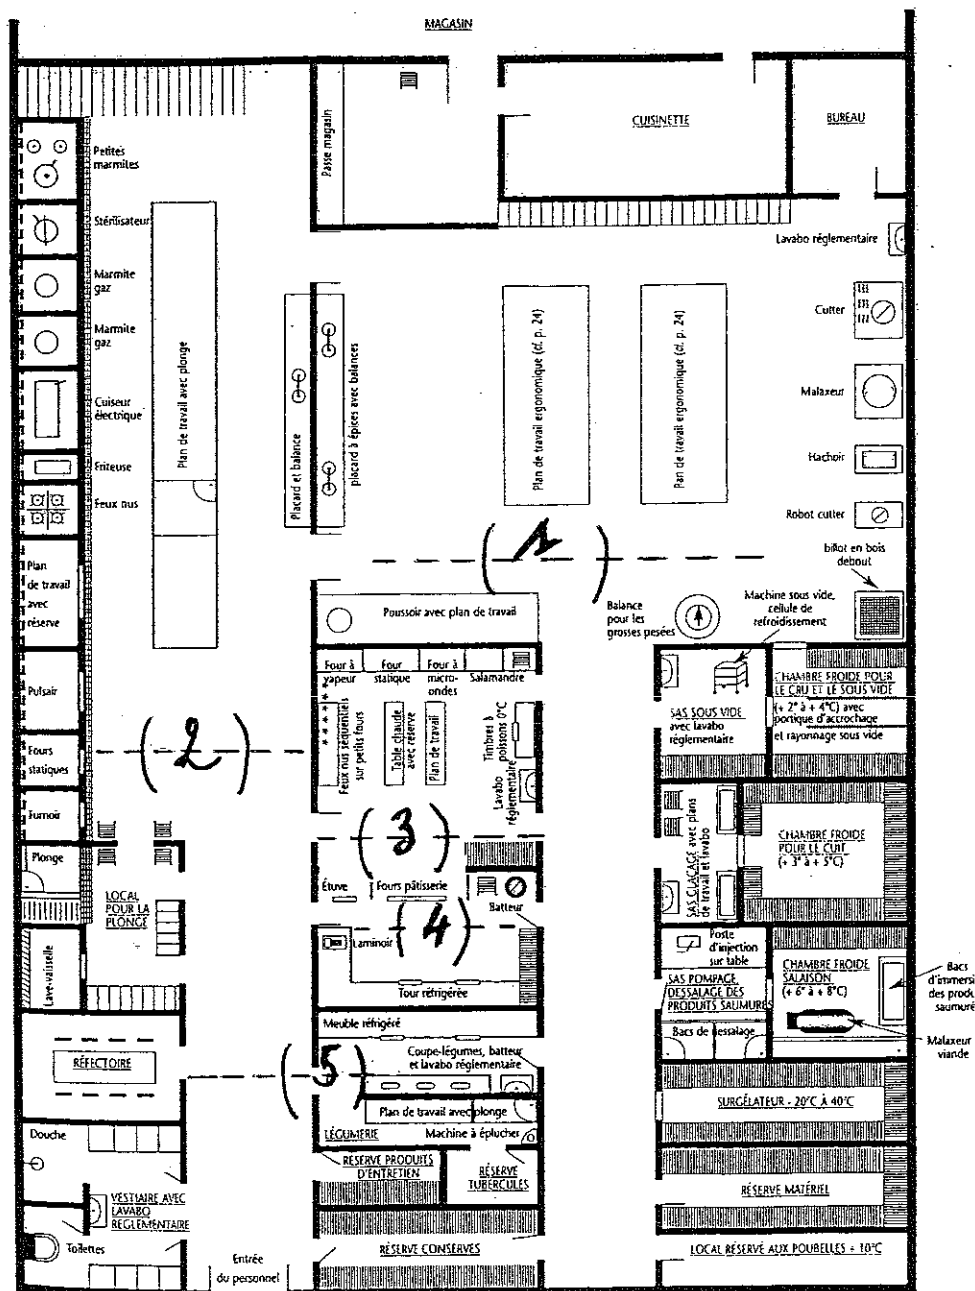 MAGASIN
Passe magasin
CUISINETTE
BUREAU
Petites
marmites
Stérilisateur
Marmite
gaz
Marmite
gaz
Cuiseur
électrique
Friteuse
Feux nus
Plan
de travail
avec
réserve
Pulsair
Fours
statiques
Fumoir
Plan de travail avec plonge
Placard et balance
placard à épices avec balances
Plan de travail ergonomique (cf. p. 24)
Pan de travail ergonomique (cf. p. 24)
Lavabo réglementaire
Cutter
Malaxeur
Hachoir
Robot cutter
billot en bois
debout
(1)
Poussoir avec plan de travail
Balance
pour les
grosses pesées
Machine sous vide,
cellule de
refroidissement
(2)
Four à
vapeur
Four
statique
Four à
micro-
ondes
Salamandre
Feux nus séquentiels
sur petits fours
Table chaude
avec réserve
Plan de travail
Timbres à
poissons 0°C
Lavabo
réglementaire
SAS SOUS VIDE
avec lavabo
réglementaire
CHAMBRE FROIDE POUR
LE CRU ET LE SOUS VIDE
(+ 2° à + 4°C) avec
portique d'accrochage
et rayonnage sous vide
(3)
SAS GLAÇAGE avec plans
de travail et lavabo
CHAMBRE FROIDE
POUR LE CUIT
(+ 3° à + 5°C)
Plonge
LOCAL
POUR LA
PLONGE
Lave-vaisselle
Étuve
Fours pâtisserie
Batteur
Laminoir
(4)
Tour réfrigérée
Poste
d'injection
sur table
SAS POMPAGE
DESSALAGE DES
PRODUITS SAUMURÉS
Bacs de dessalage
CHAMBRE FROIDE
SALAISON
(+ 6° à + 8°C)
Bacs
d'immersi
des produ
saumuré
Malaxeur
viande
RÉFECTOIRE
(5)
Meuble réfrigéré
Coupe-légumes, batteur
et lavabo réglementaire
Plan de travail avec plonge
LÉGUMERIE
Machine à éplucher
SURGÉLATEUR - 20°C À 40°C
Douche
VESTIAIRE AVEC
LAVABO
RÉGLEMENTAIRE
Toilettes
RÉSERVE PRODUITS
D'ENTRETIEN
RÉSERVE
TUBERCULES
RÉSERVE MATÉRIEL
Entrée
du personnel
RÉSERVE CONSERVES
LOCAL RÉSERVÉ AUX POUBELLES + 10°C